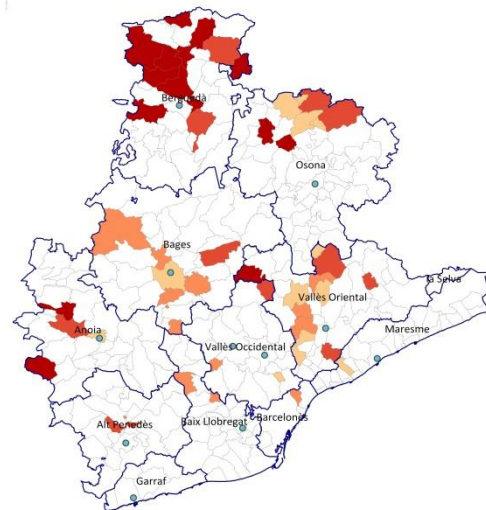 Berguedà
Osona
Bages
la Selva
Vallès Oriental
Maresme
Anoia
Vallès Occidental
Alt Penedès
Baix Llobregat
Barcelonès
Garraf